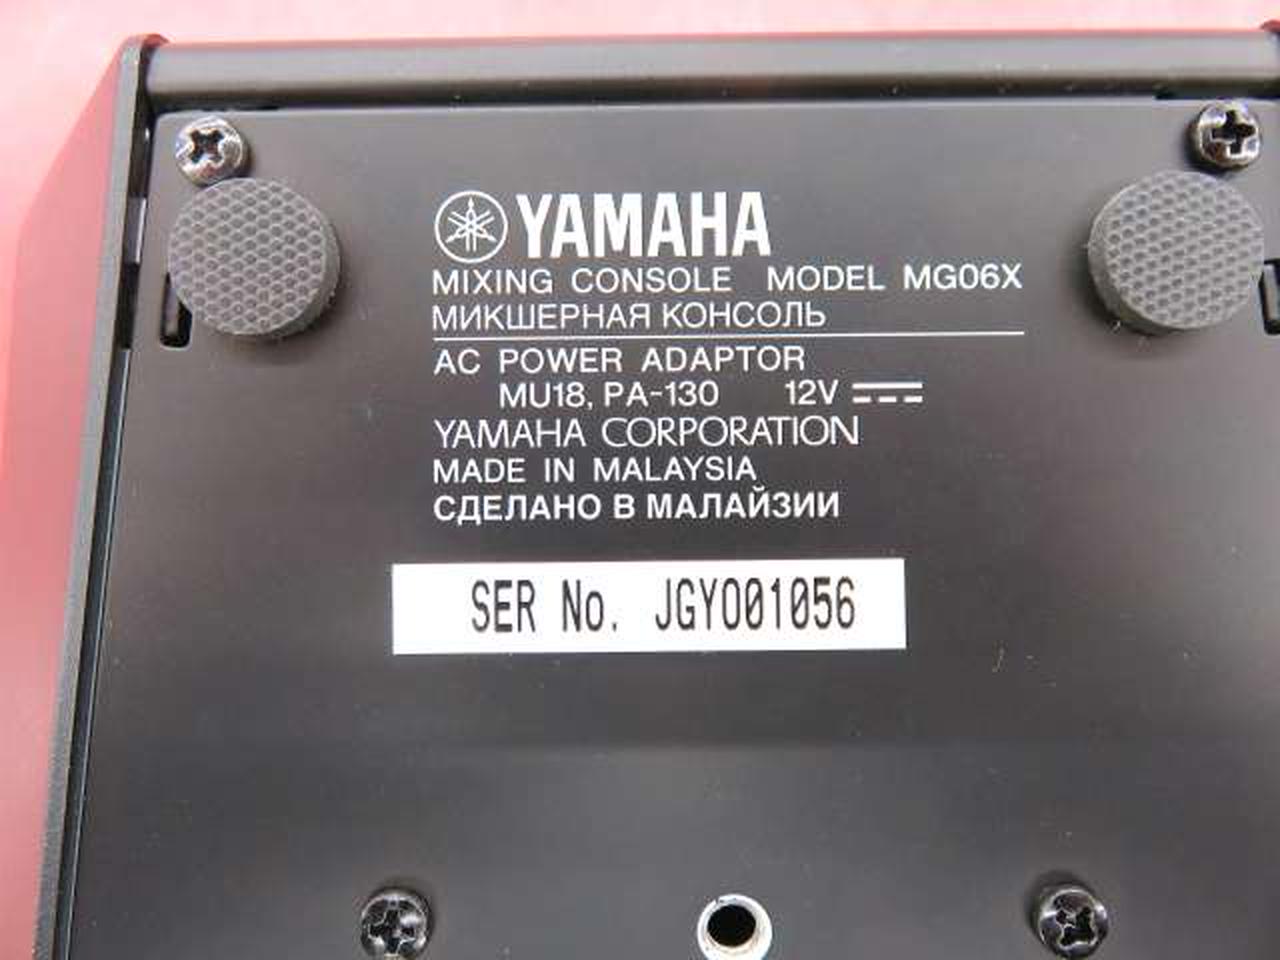 YAMAHA
MIXING CONSOLE MODEL MG06X
МИКШЕРНАЯ КОНСОЛЬ
AC POWER ADAPTOR
MU18, PA-130 12V
YAMAHA CORPORATION
MADE IN MALAYSIA
СДЕЛАНО В МАЛАЙЗИИ
SER No. JGYO01056